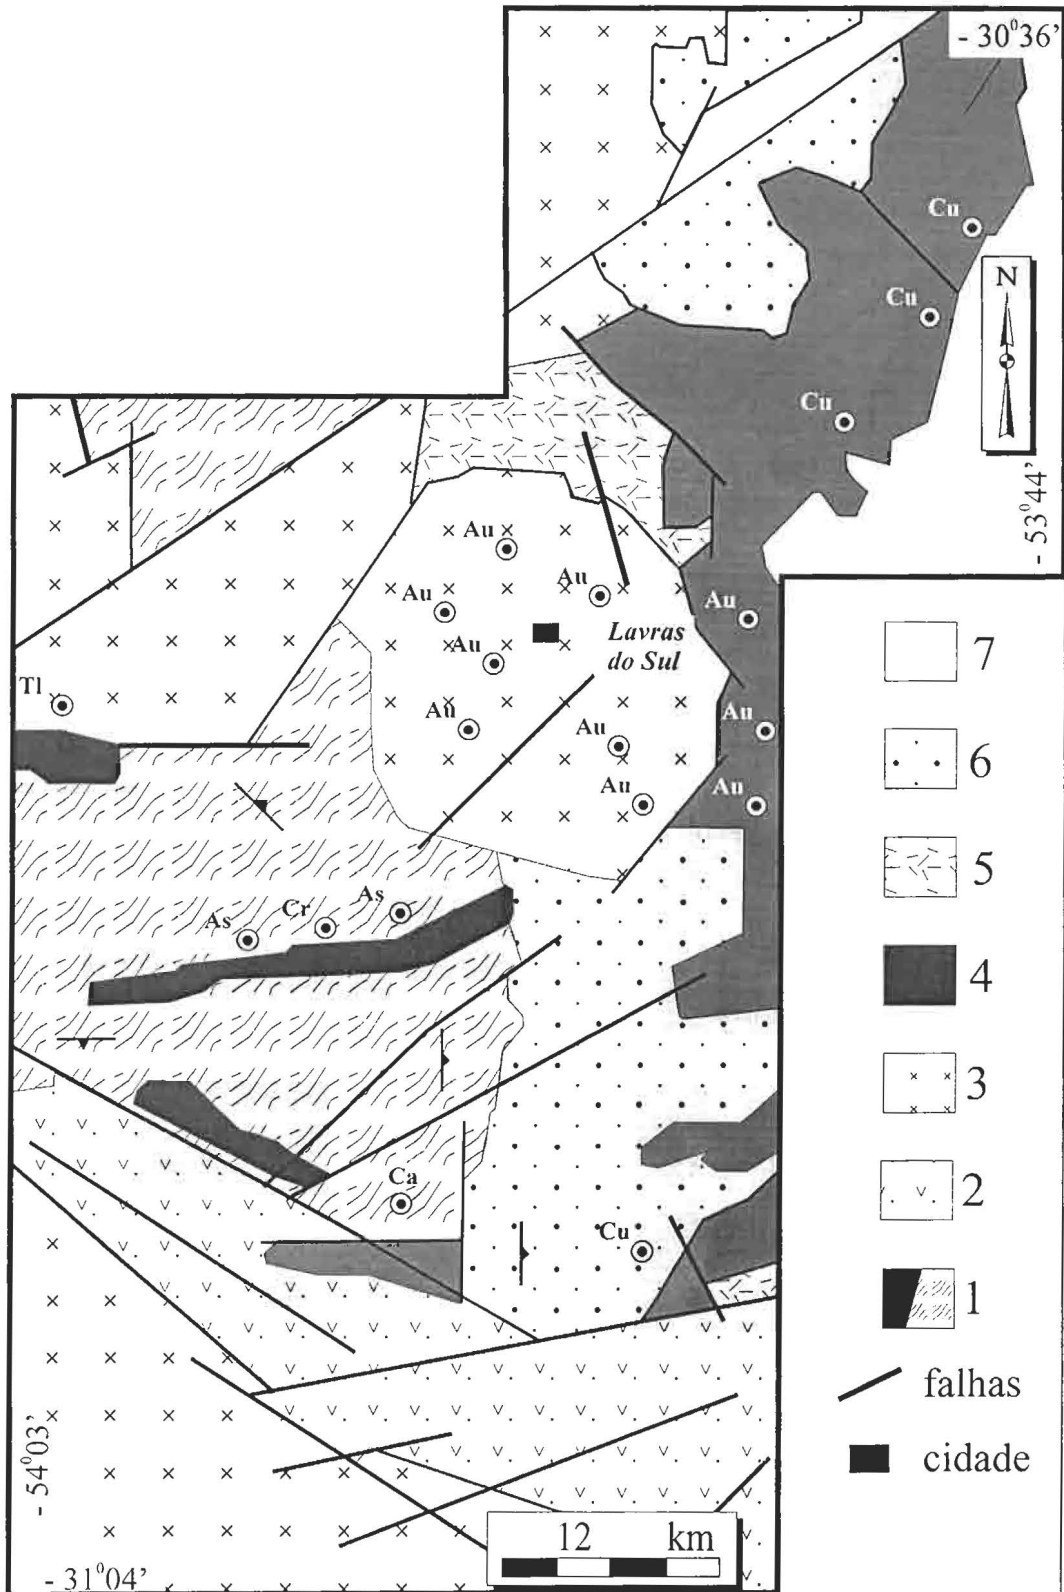 - 30°36’
Cu
N
Cu
Cu
- 53°44’
Au
Au
Au
Au
Lavras
do Sul
Au
Tl
Au
Au
Au
Au
Au
As
Cr
As
Ca
Cu
7
6
5
4
3
2
1
falhas
cidade
- 54°03’
12 km
- 31°04’